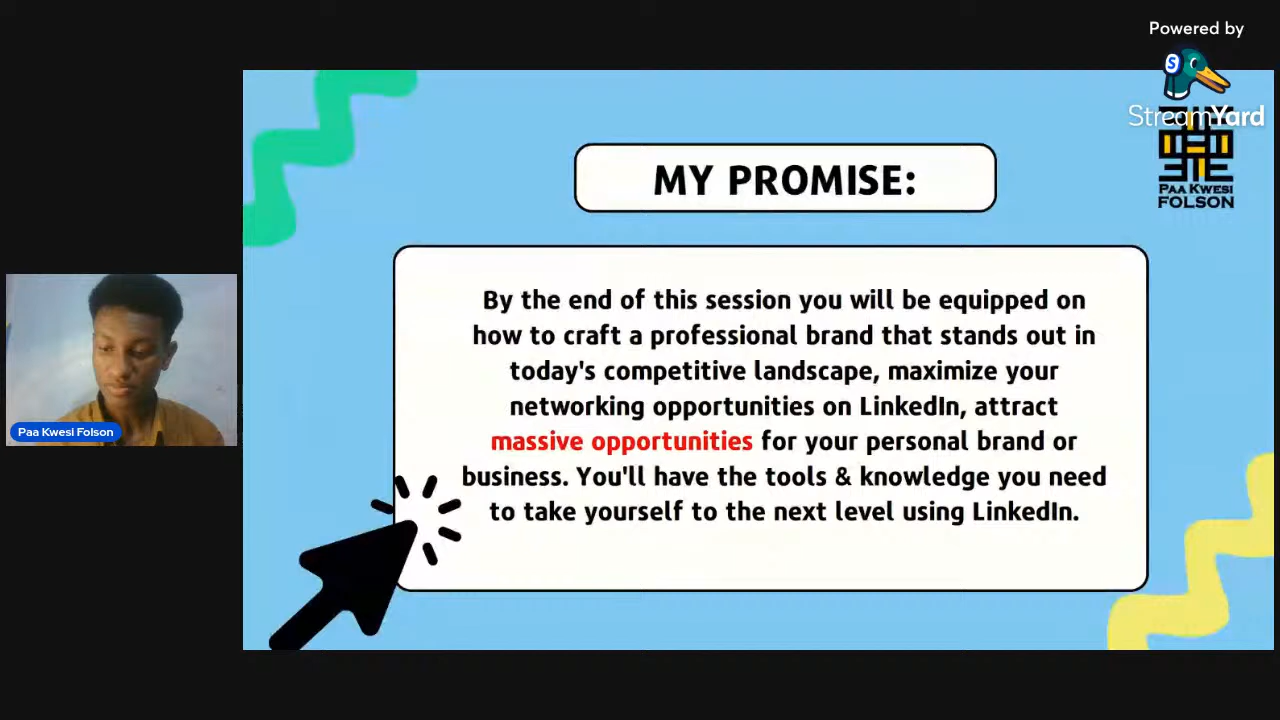 Powered by
S
StreamYard
PAA KWESI
FOLSON
MY PROMISE:
By the end of this session you will be equipped on
how to craft a professional brand that stands out in
today's competitive landscape, maximize your
networking opportunities on LinkedIn, attract
massive opportunities for your personal brand or
business. You'll have the tools & knowledge you need
to take yourself to the next level using LinkedIn.
Paa Kwesi Folson